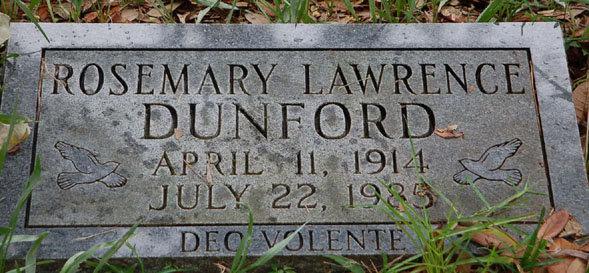 ROSEMARY LAWRENCE
DUNFORD
APRIL 11, 1914
JULY 22, 1985
DEO VOLENTE